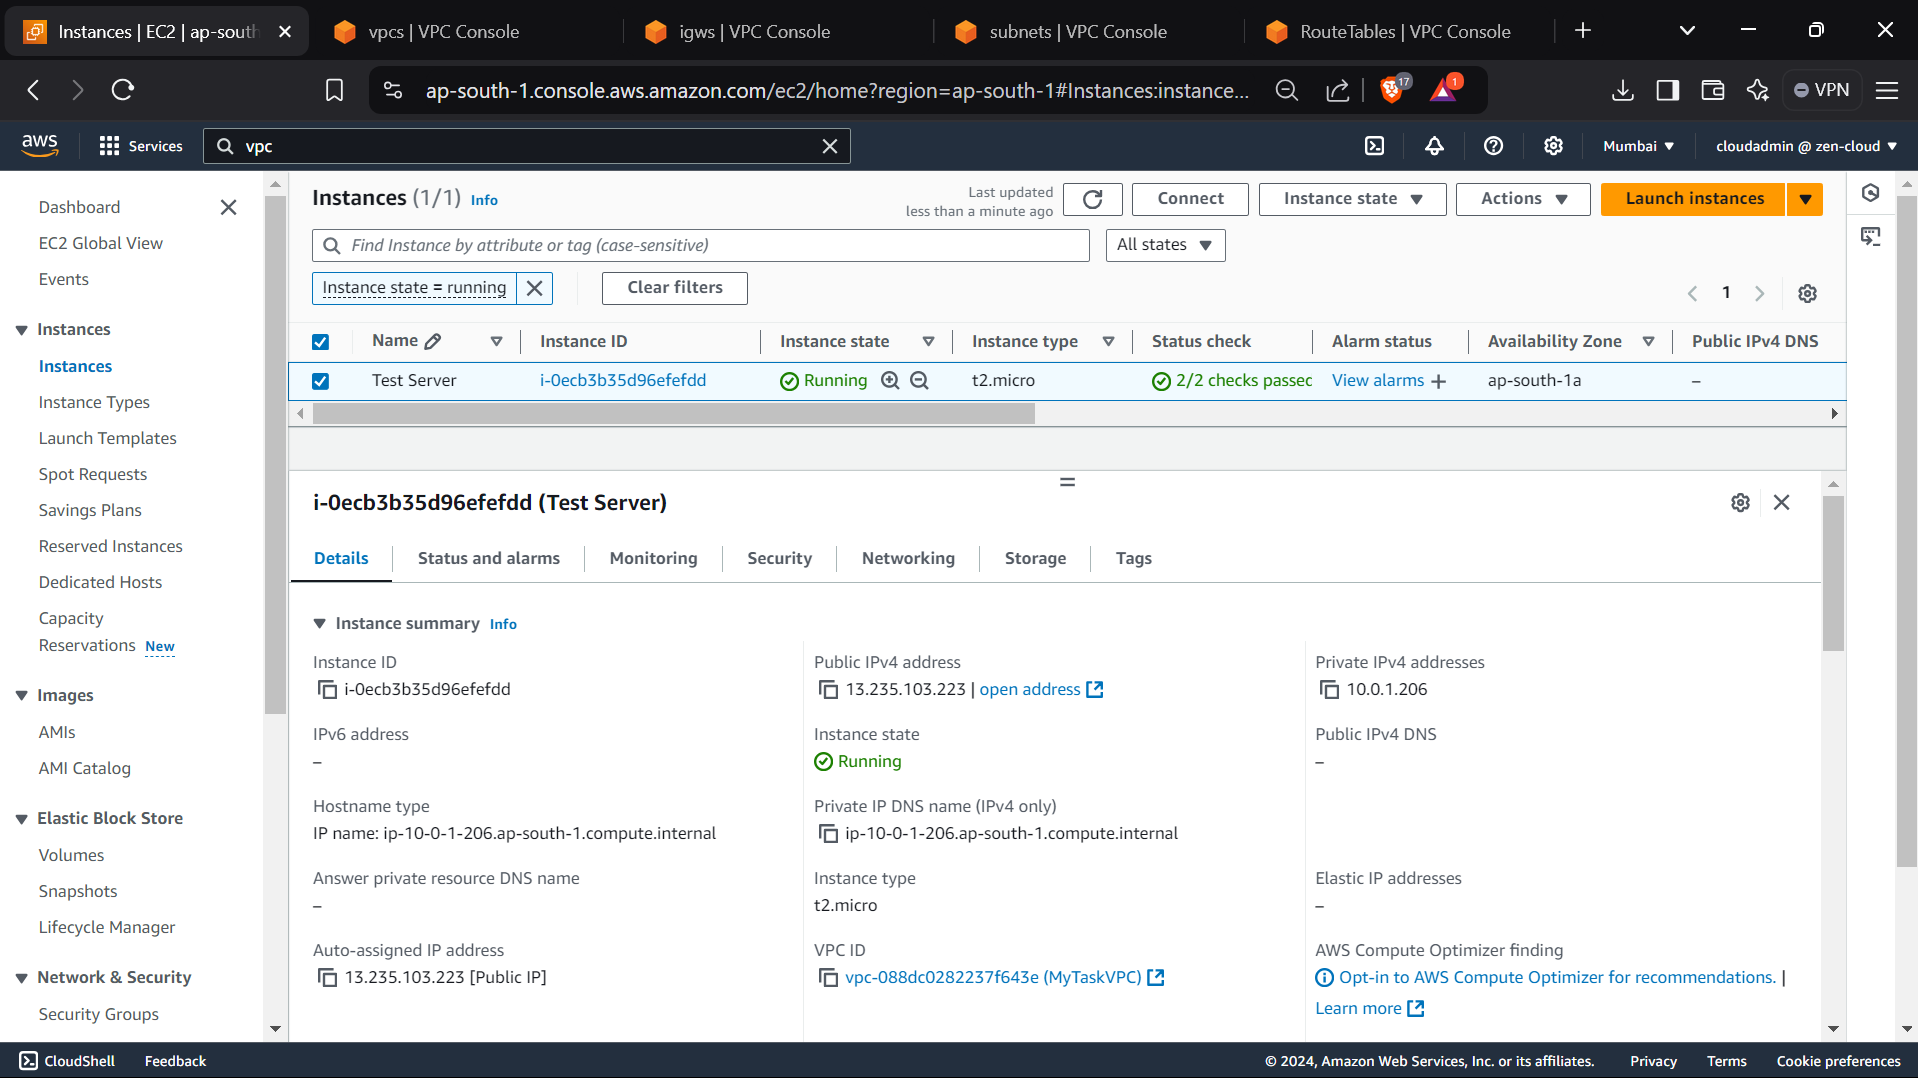 Instances | EC2 | ap-south
vpcs | VPC Console
igws | VPC Console
subnets | VPC Console
RouteTables | VPC Console
ap-south-1.console.aws.amazon.com/ec2/home?region=ap-south-1#Instances:instance...
17
1
VPN
aws
Services
vpc
Mumbai
cloudadmin @ zen-cloud
Dashboard
EC2 Global View
Events
Instances
Instances
Instance Types
Launch Templates
Spot Requests
Savings Plans
Reserved Instances
Dedicated Hosts
Capacity
Reservations New
Images
AMIs
AMI Catalog
Elastic Block Store
Volumes
Snapshots
Lifecycle Manager
Network & Security
Security Groups
Instances (1/1) Info
Last updated
less than a minute ago
Connect
Instance state
Actions
Launch instances
Find Instance by attribute or tag (case-sensitive)
All states
Instance state = running
Clear filters
1
Name Instance ID Instance state Instance type Status check Alarm status Availability Zone Public IPv4 DNS
Test Server i-0ecb3b35d96efefdd Running t2.micro 2/2 checks passec View alarms + ap-south-1a –
i-0ecb3b35d96efefdd (Test Server)
Details Status and alarms Monitoring Security Networking Storage Tags
Instance summary Info
Instance ID
i-0ecb3b35d96efefdd
Public IPv4 address
13.235.103.223 | open address
Private IPv4 addresses
10.0.1.206
IPv6 address
–
Instance state
Running
Public IPv4 DNS
–
Hostname type
IP name: ip-10-0-1-206.ap-south-1.compute.internal
Private IP DNS name (IPv4 only)
ip-10-0-1-206.ap-south-1.compute.internal
Answer private resource DNS name
–
Instance type
t2.micro
Elastic IP addresses
–
Auto-assigned IP address
13.235.103.223 [Public IP]
VPC ID
vpc-088dc0282237f643e (MyTaskVPC)
AWS Compute Optimizer finding
Opt-in to AWS Compute Optimizer for recommendations. |
Learn more
CloudShell
Feedback
© 2024, Amazon Web Services, Inc. or its affiliates.
Privacy
Terms
Cookie preferences